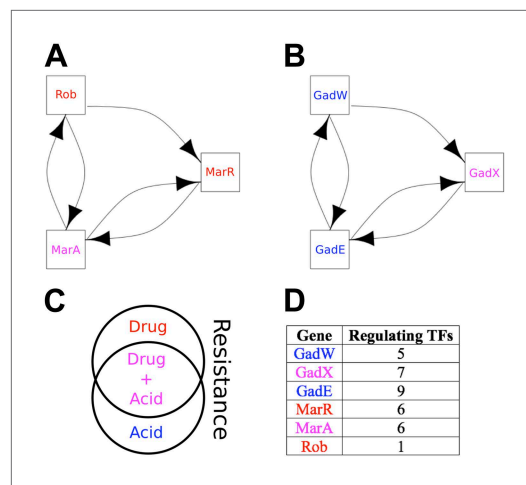 A
Rob
MarR
MarA
B
GadW
GadX
GadE
C
Drug
Drug
+
Acid
Acid
Resistance
D
Gene Regulating TFs
GadW 5
GadX 7
GadE 9
MarR 6
MarA 6
Rob 1